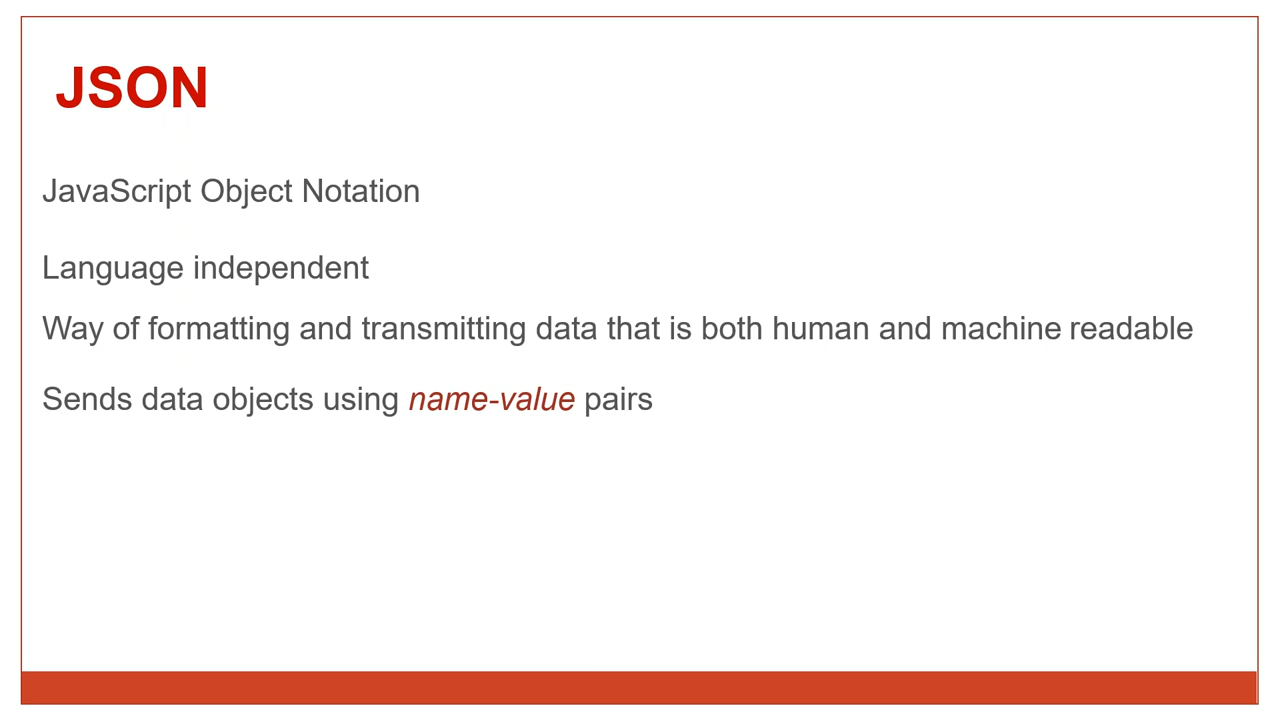 JSON
JavaScript Object Notation
Language independent
Way of formatting and transmitting data that is both human and machine readable
Sends data objects using name-value pairs